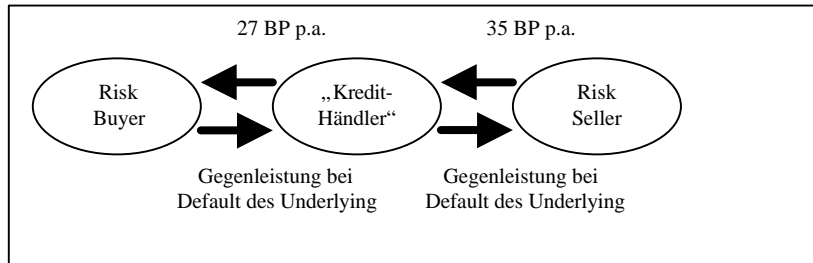 27 BP p.a.
35 BP p.a.
Risk
Buyer
„Kredit-
Händler“
Risk
Seller
Gegenleistung bei
Default des Underlying
Gegenleistung bei
Default des Underlying